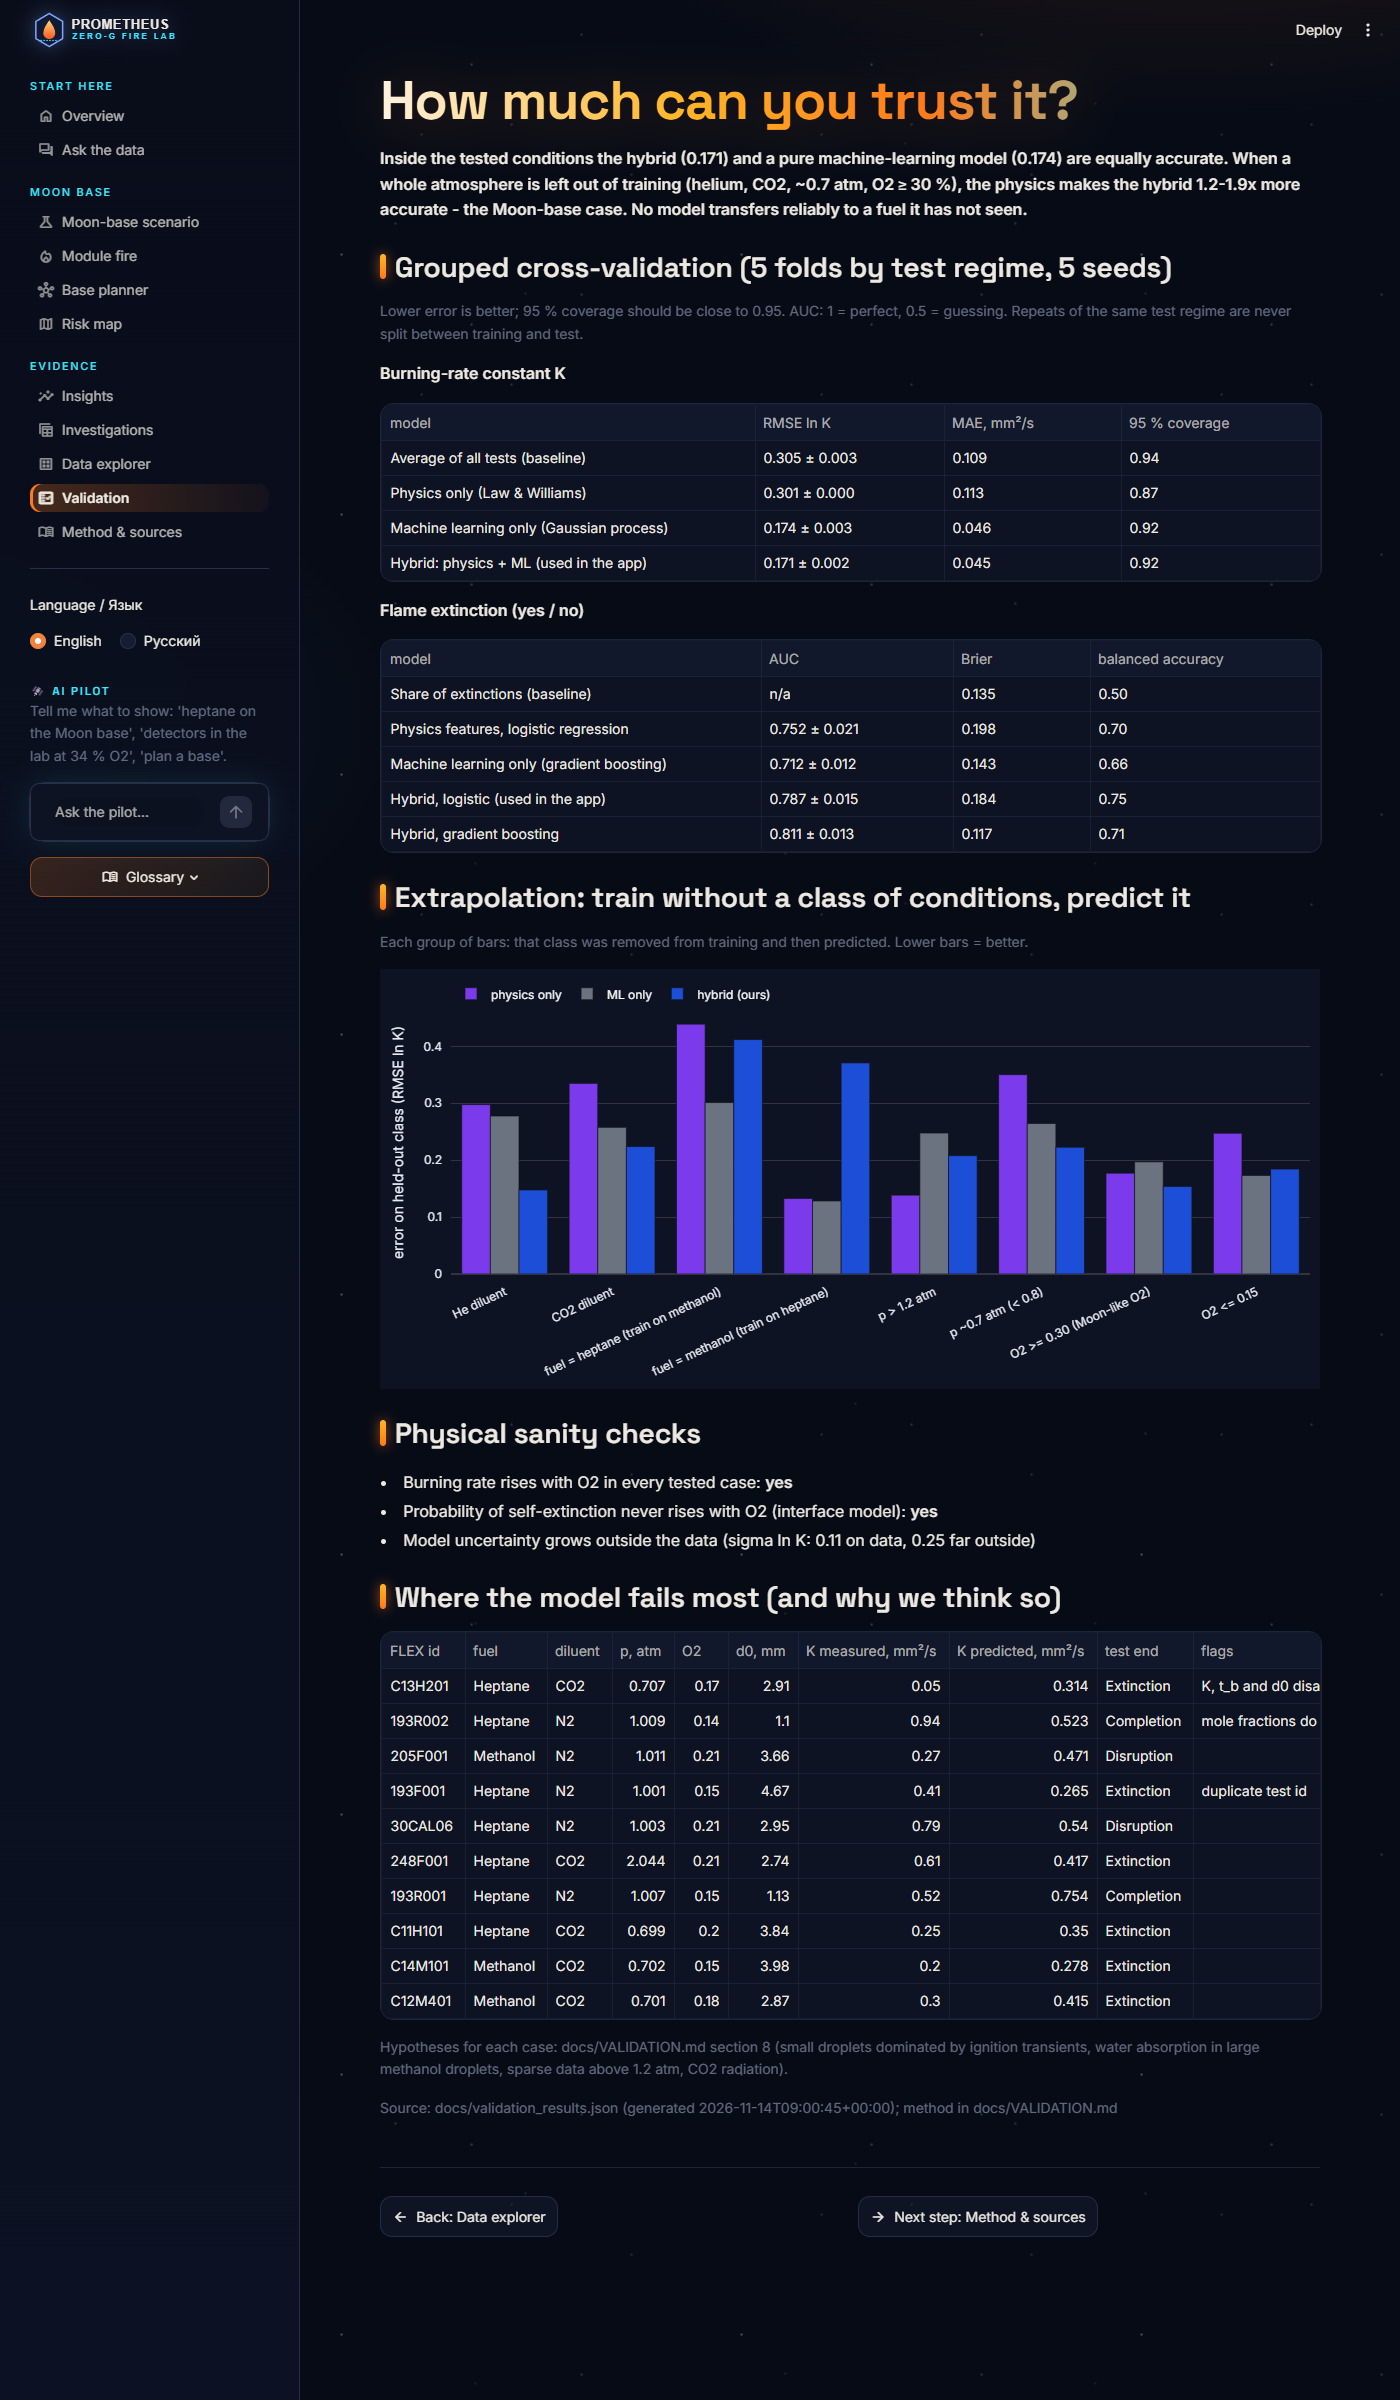 PROMETHEUS
ZERO-G FIRE LAB
START HERE
Overview
Ask the data
MOON BASE
Moon-base scenario
Module fire
Base planner
Risk map
EVIDENCE
Insights
Investigations
Data explorer
Validation
Method & sources
Language / Язык
English Русский
AI PILOT
Tell me what to show: 'heptane on
the Moon base', 'detectors in the
lab at 34 % O2', 'plan a base'.
Ask the pilot...
Glossary
Deploy
How much can you trust it?
Inside the tested conditions the hybrid (0.171) and a pure machine-learning model (0.174) are equally accurate. When a
whole atmosphere is left out of training (helium, CO2, ~0.7 atm, O2 ≥ 30 %), the physics makes the hybrid 1.2-1.9x more
accurate - the Moon-base case. No model transfers reliably to a fuel it has not seen.
Grouped cross-validation (5 folds by test regime, 5 seeds)
Lower error is better; 95 % coverage should be close to 0.95. AUC: 1 = perfect, 0.5 = guessing. Repeats of the same test regime are never
split between training and test.
Burning-rate constant K
model RMSE ln K MAE, mm²/s 95 % coverage
Average of all tests (baseline) 0.305 ± 0.003 0.109 0.94
Physics only (Law & Williams) 0.301 ± 0.000 0.113 0.87
Machine learning only (Gaussian process) 0.174 ± 0.003 0.046 0.92
Hybrid: physics + ML (used in the app) 0.171 ± 0.002 0.045 0.92
Flame extinction (yes / no)
model AUC Brier balanced accuracy
Share of extinctions (baseline) n/a 0.135 0.50
Physics features, logistic regression 0.752 ± 0.021 0.198 0.70
Machine learning only (gradient boosting) 0.712 ± 0.012 0.143 0.66
Hybrid, logistic (used in the app) 0.787 ± 0.015 0.184 0.75
Hybrid, gradient boosting 0.811 ± 0.013 0.117 0.71
Extrapolation: train without a class of conditions, predict it
Each group of bars: that class was removed from training and then predicted. Lower bars = better.
physics only ML only hybrid (ours)
error on held-out class (RMSE ln K)
0.4
0.3
0.2
0.1
0
He diluent
CO2 diluent
fuel = heptane (train on methanol)
fuel = methanol (train on heptane)
p > 1.2 atm
p ~0.7 atm (< 0.8)
O2 >= 0.30 (Moon-like O2)
O2 <= 0.15
Physical sanity checks
• Burning rate rises with O2 in every tested case: yes
• Probability of self-extinction never rises with O2 (interface model): yes
• Model uncertainty grows outside the data (sigma ln K: 0.11 on data, 0.25 far outside)
Where the model fails most (and why we think so)
FLEX id fuel diluent p, atm O2 d0, mm K measured, mm²/s K predicted, mm²/s test end flags
C13H201 Heptane CO2 0.707 0.17 2.91 0.05 0.314 Extinction K, t_b and d0 disa
193R002 Heptane N2 1.009 0.14 1.1 0.94 0.523 Completion mole fractions do
205F001 Methanol N2 1.011 0.21 3.66 0.27 0.471 Disruption
193F001 Heptane N2 1.001 0.15 4.67 0.41 0.265 Extinction duplicate test id
30CAL06 Heptane N2 1.003 0.21 2.95 0.79 0.54 Disruption
248F001 Heptane CO2 2.044 0.21 2.74 0.61 0.417 Extinction
193R001 Heptane N2 1.007 0.15 1.13 0.52 0.754 Completion
C11H101 Heptane CO2 0.699 0.2 3.84 0.25 0.35 Extinction
C14M101 Methanol CO2 0.702 0.15 3.98 0.2 0.278 Extinction
C12M401 Methanol CO2 0.701 0.18 2.87 0.3 0.415 Extinction
Hypotheses for each case: docs/VALIDATION.md section 8 (small droplets dominated by ignition transients, water absorption in large
methanol droplets, sparse data above 1.2 atm, CO2 radiation).
Source: docs/validation_results.json (generated 2026-11-14T09:00:45+00:00); method in docs/VALIDATION.md
← Back: Data explorer
→ Next step: Method & sources